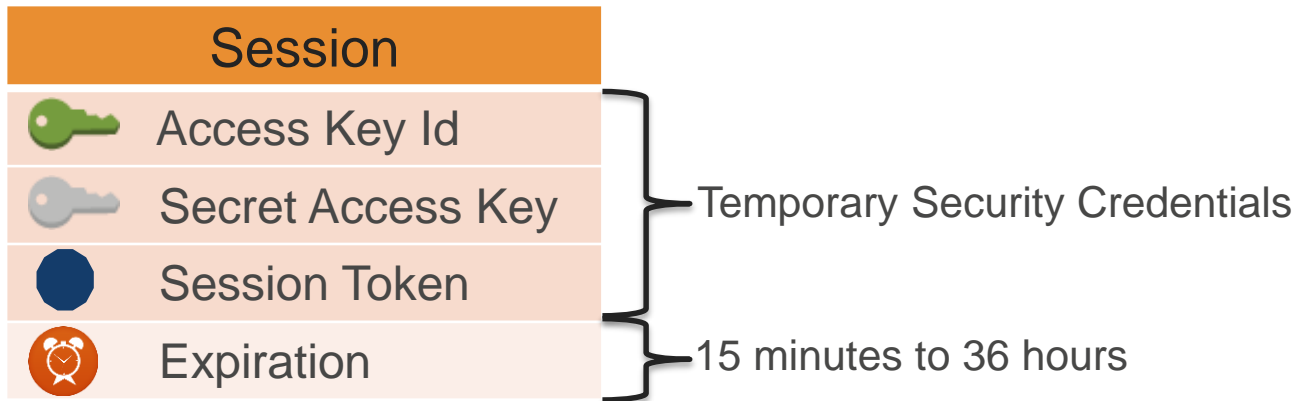 Session
Access Key Id
Secret Access Key
Temporary Security Credentials
Session Token
Expiration
15 minutes to 36 hours